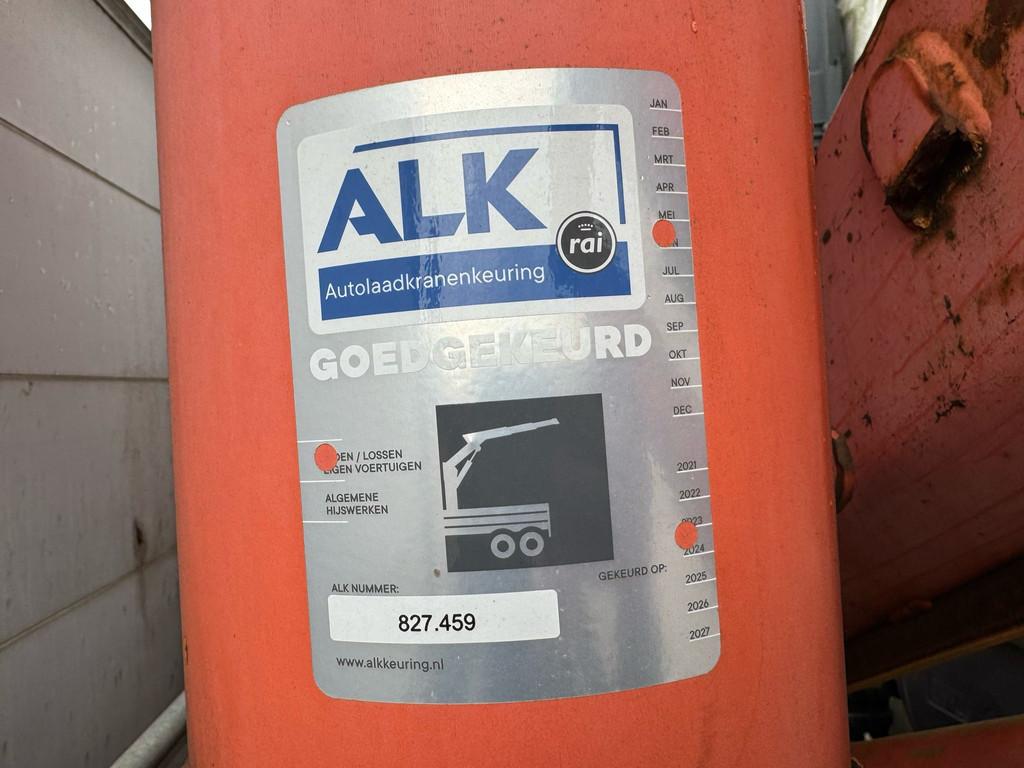 ALK
rai
Autolaadkranenkeuring
GOEDGEKEURD
JAN
FEB
MRT
APR
MEI
JUL
AUG
SEP
OKT
NOV
DEC
/ LOSSEN
VOERTUIGEN
ALGEMENE
HIJSWERKEN
2021
2022
2023
2024
2025
2026
2027
GEKEURD OP:
ALK NUMMER:
827.459
www.alkkeuring.nl